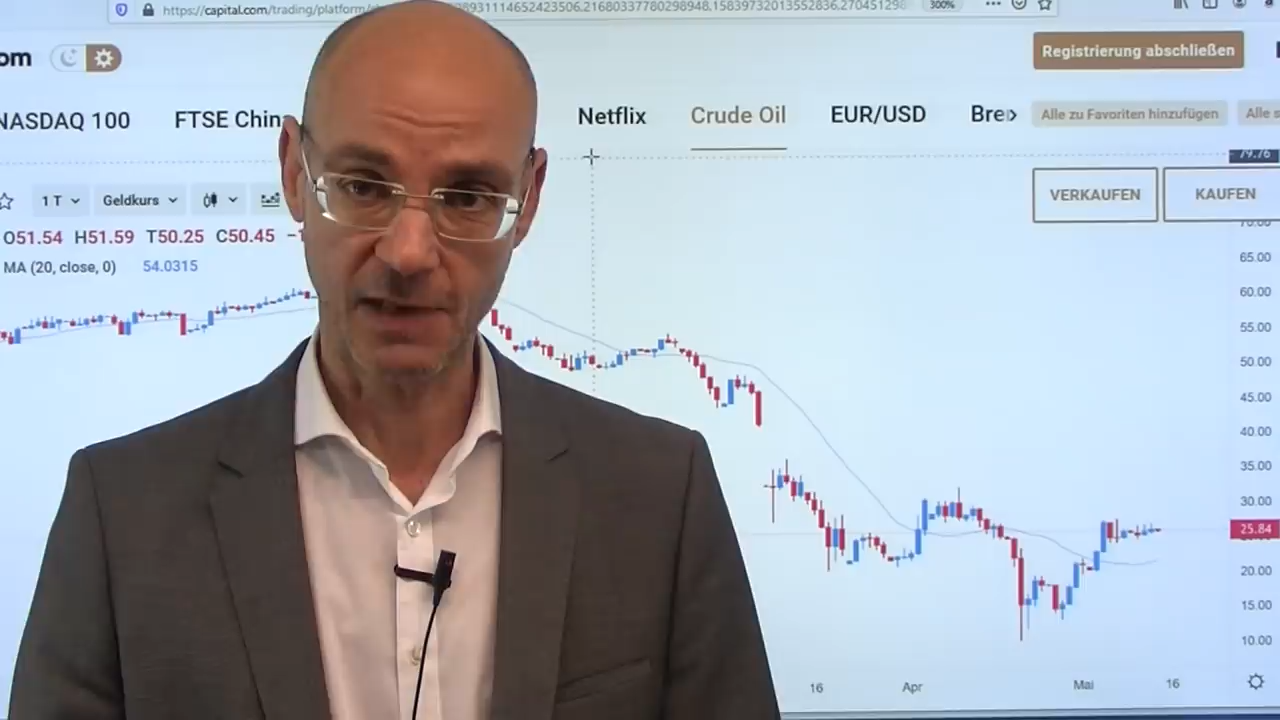 https://capital.com/trading/platform/
300%
om
Registrierung abschließen
NASDAQ 100 FTSE Chin Netflix Crude Oil EUR/USD Bre Alle zu Favoriten hinzufügen Alle s
79.76
1 T Geldkurs VERKAUFEN KAUFEN
70.00
O51.54 H51.59 T50.25 C50.45
65.00
MA (20, close, 0) 54.0315
60.00
55.00
50.00
45.00
40.00
35.00
30.00
25.84
20.00
15.00
10.00
16 Apr Mai 16